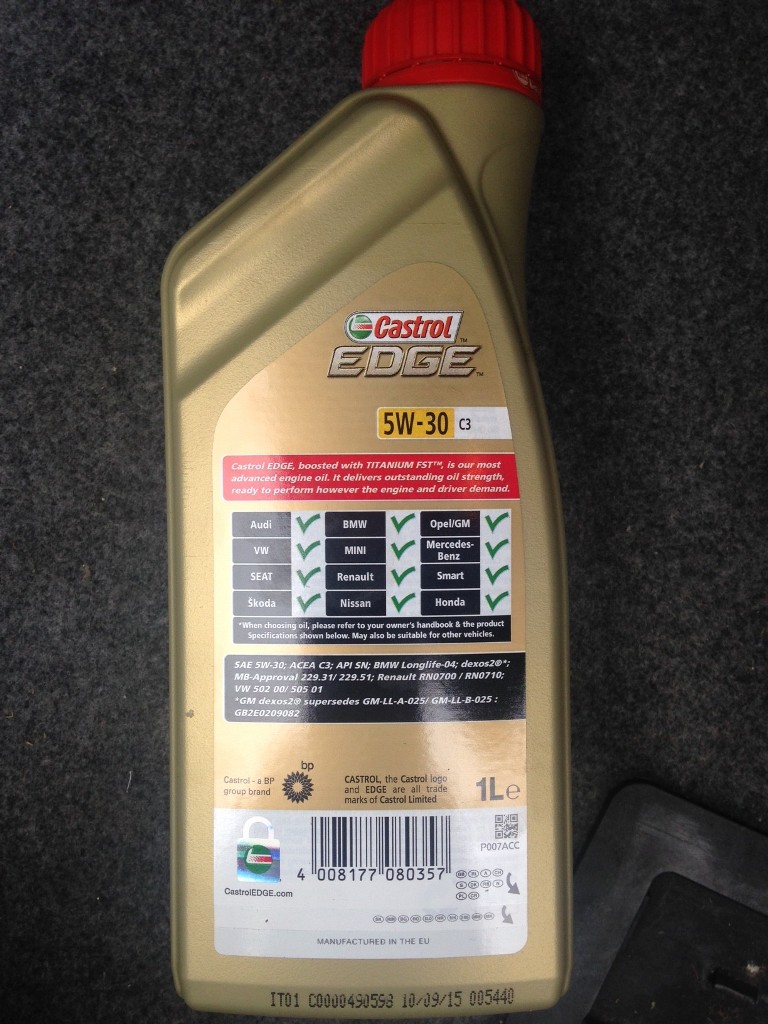 Castrol
EDGE™
5W-30 C3
Castrol EDGE, boosted with TITANIUM FST™, is our most
advanced engine oil. It delivers outstanding oil strength,
ready to perform however the engine and driver demand.
Audi BMW Opel/GM
VW MINI Mercedes-Benz
SEAT Renault Smart
Škoda Nissan Honda
*When choosing oil, please refer to your owner's handbook & the product
Specifications shown below. May also be suitable for other vehicles.
SAE 5W-30; ACEA C3; API SN; BMW Longlife-04; dexos2®*;
MB-Approval 229.31/ 229.51; Renault RN0700 / RN0710;
VW 502 00/ 505 01
*GM dexos2® supersedes GM-LL-A-025/ GM-LL-B-025 :
GB2E0209082
bp
Castrol - a BP
group brand
CASTROL, the Castrol logo
and EDGE are all trade
marks of Castrol Limited
1L e
P007ACC
4 008177 080357
CastrolEDGE.com
MANUFACTURED IN THE EU
IT01 C0000490598 10/09/15 005440